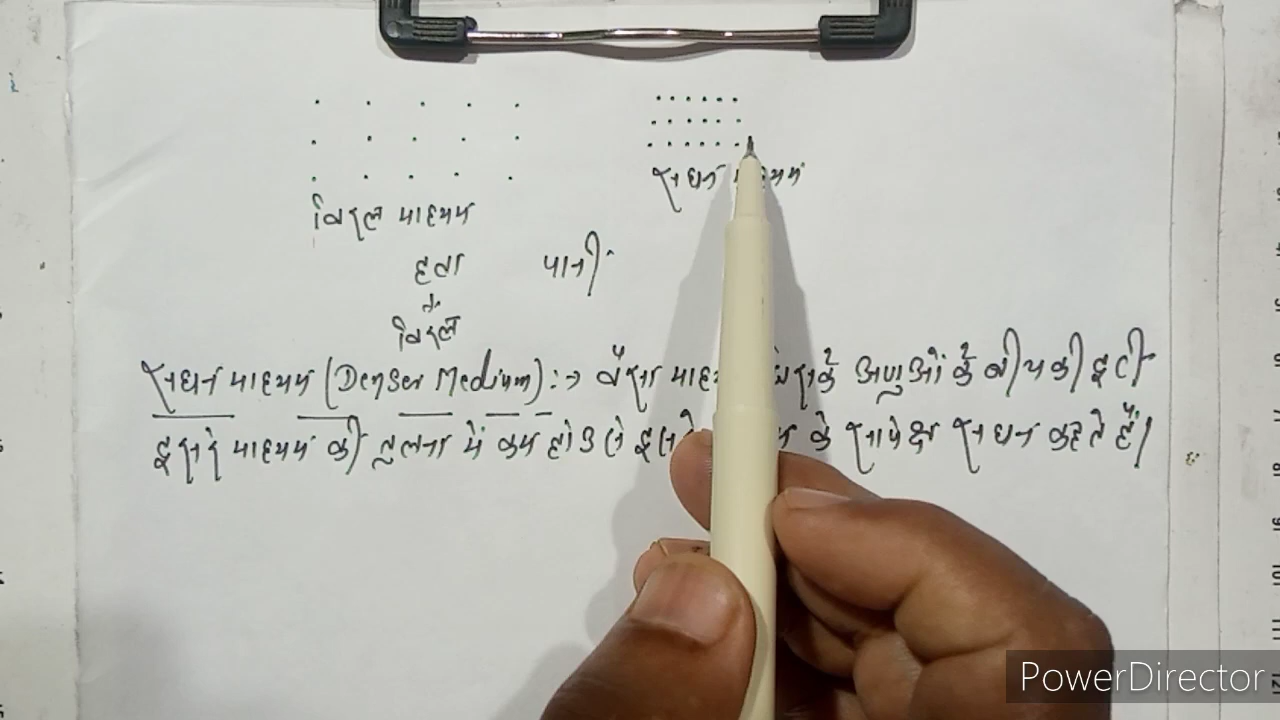 विरल माध्यम
सघन माध्यम
हवा पानी
विरल
सघन माध्यम (Denser Medium) :→ वैसा माध्यम के अणुओं के बीच की दूरी
दूसरे माध्यम की तुलना में कम हो उसे दूसरे के सापेक्ष सघन कहते हैं।
PowerDirector